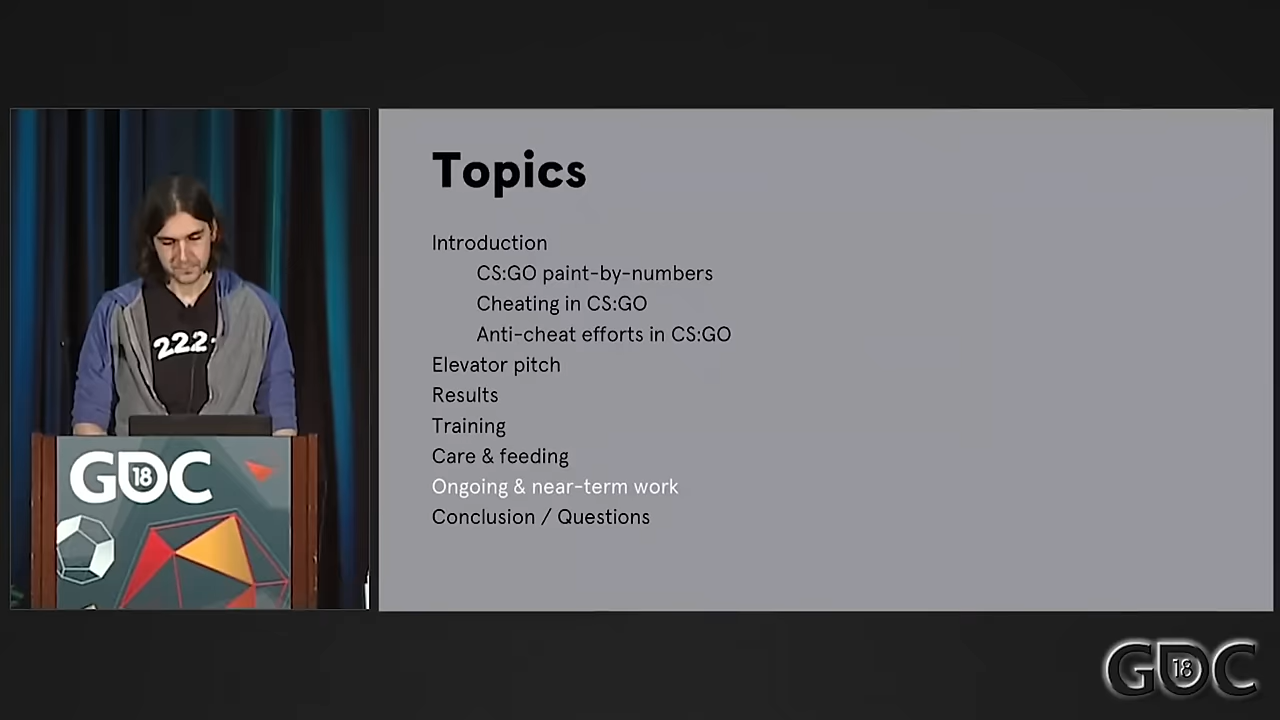 Topics
Introduction
CS:GO paint-by-numbers
Cheating in CS:GO
Anti-cheat efforts in CS:GO
Elevator pitch
Results
Training
Care & feeding
Ongoing & near-term work
Conclusion / Questions
222
GDC
18
GDC
18